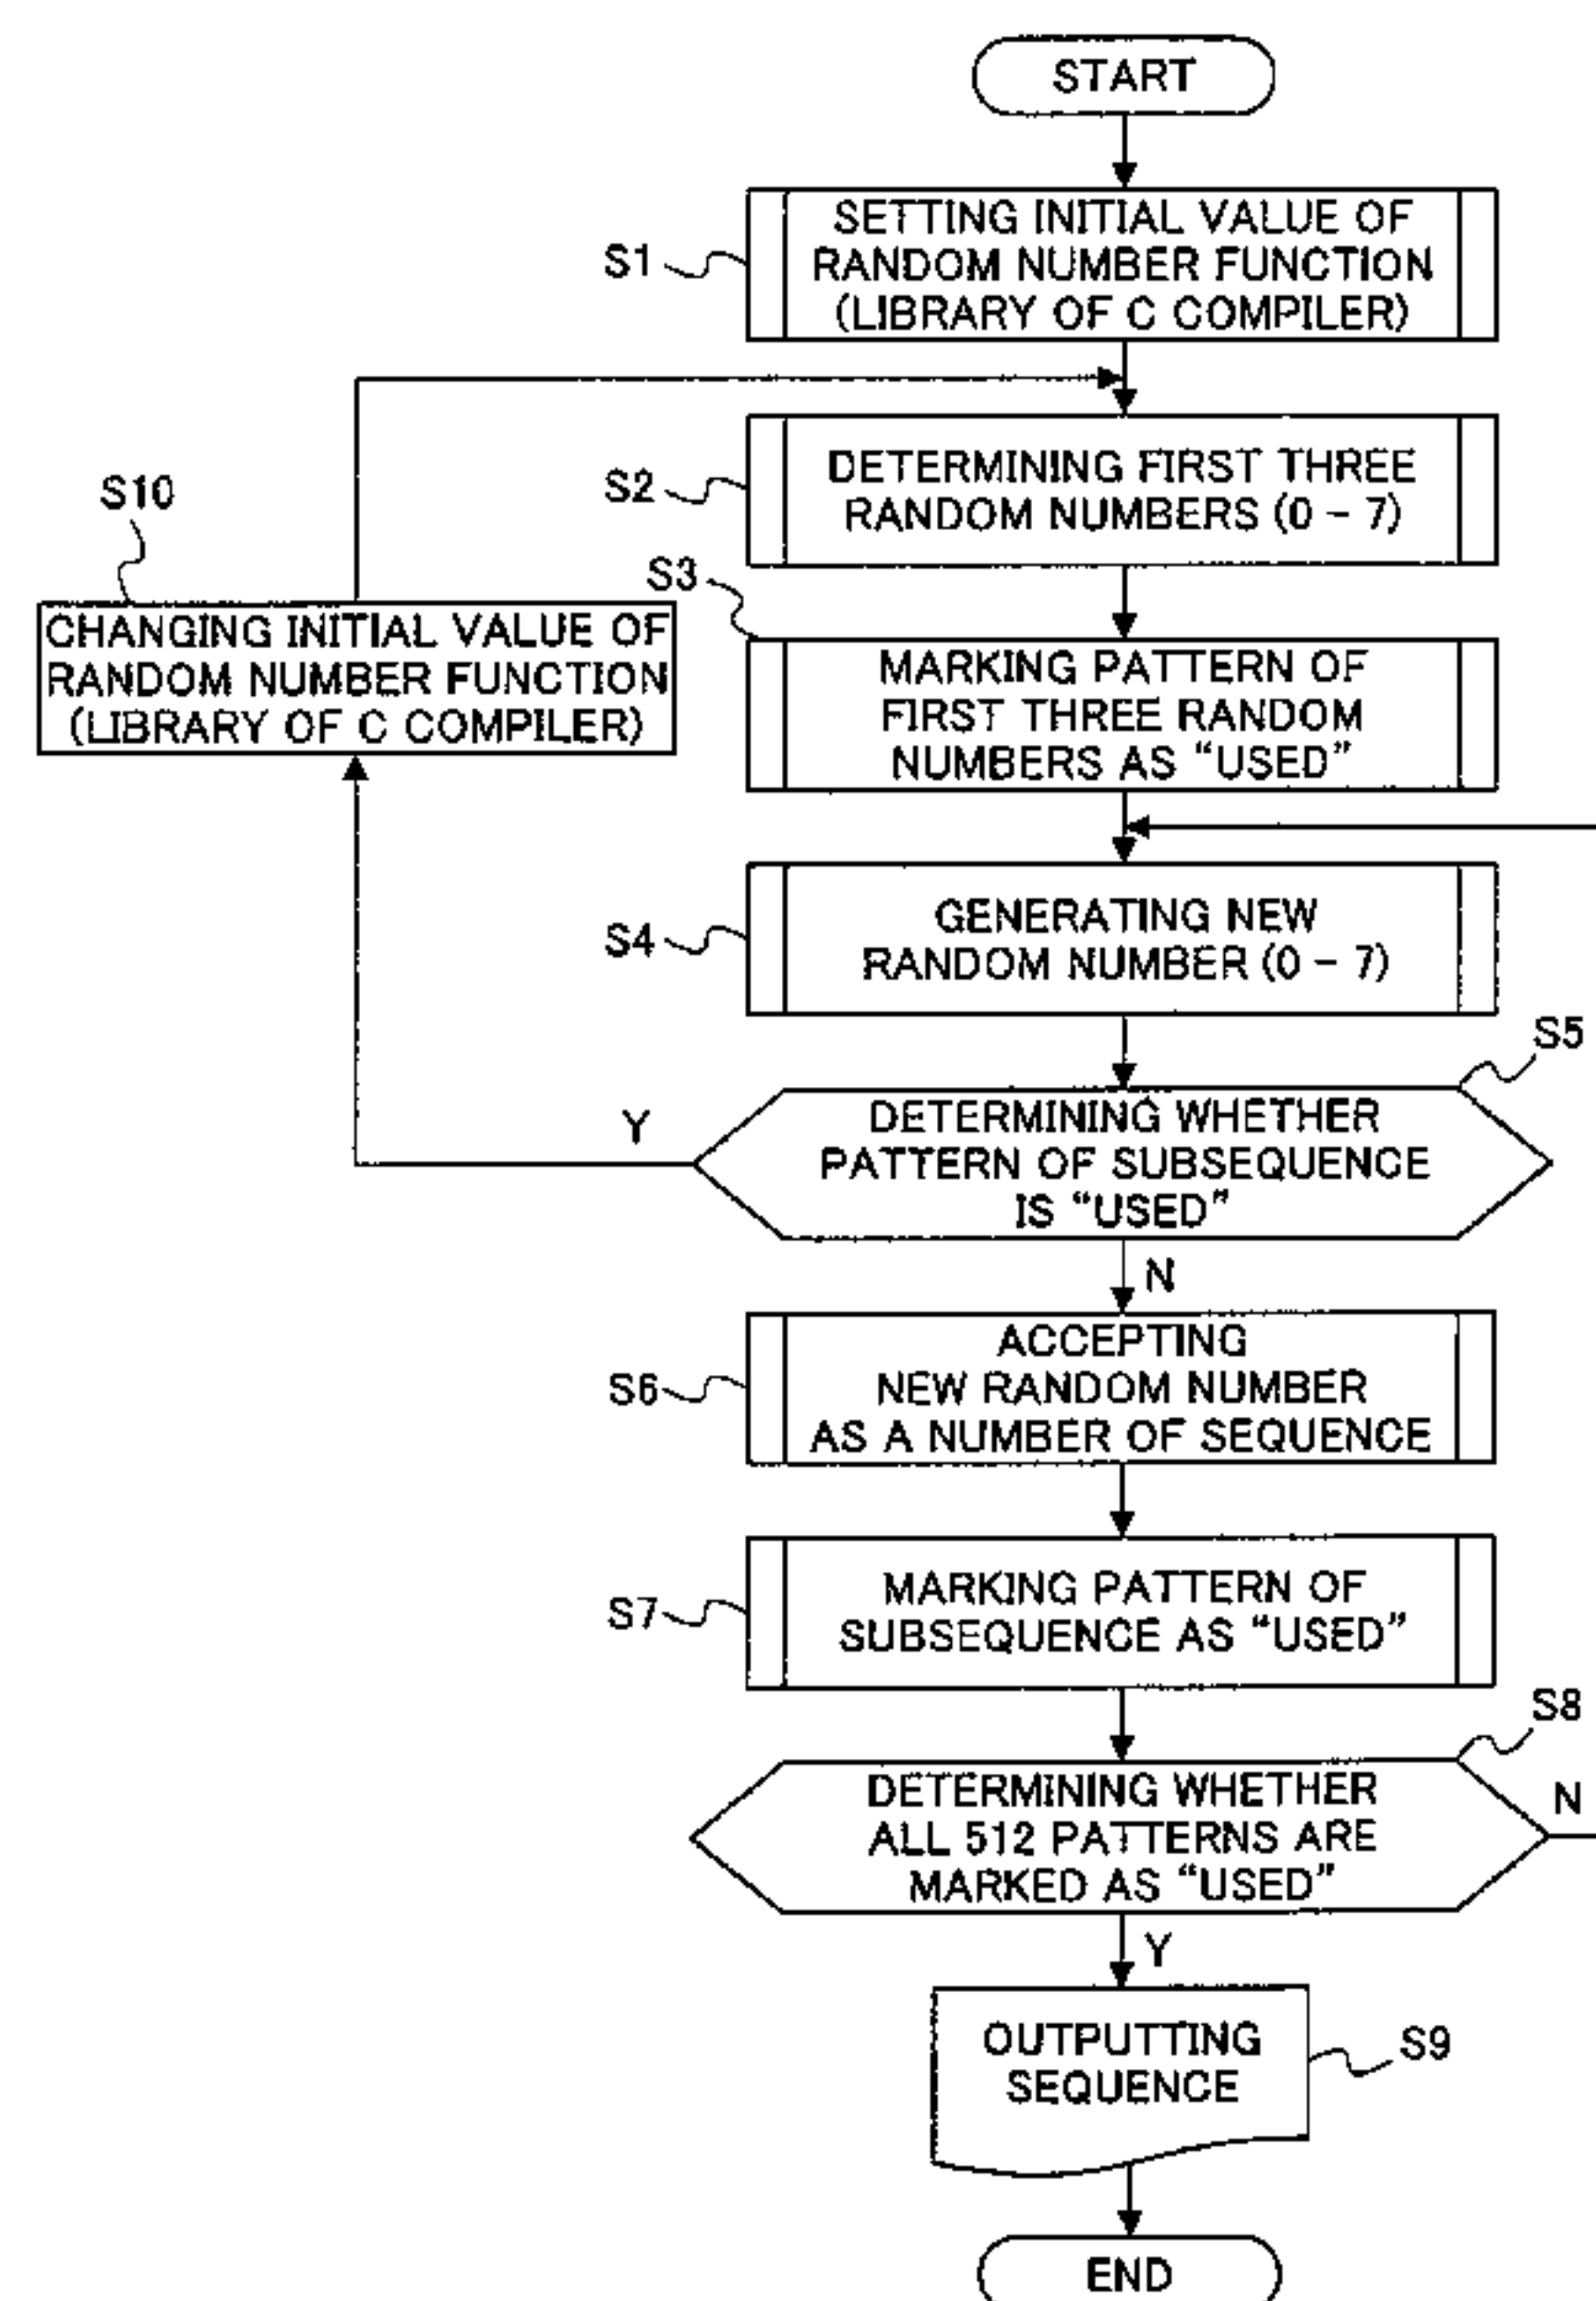 START
S1
SETTING INITIAL VALUE OF
RANDOM NUMBER FUNCTION
(LIBRARY OF C COMPILER)
S2
DETERMINING FIRST THREE
RANDOM NUMBERS (0 – 7)
S10
CHANGING INITIAL VALUE OF
RANDOM NUMBER FUNCTION
(LIBRARY OF C COMPILER)
S3
MARKING PATTERN OF
FIRST THREE RANDOM
NUMBERS AS “USED”
S4
GENERATING NEW
RANDOM NUMBER (0 – 7)
S5
DETERMINING WHETHER
PATTERN OF SUBSEQUENCE
IS “USED”
Y
N
S6
ACCEPTING
NEW RANDOM NUMBER
AS A NUMBER OF SEQUENCE
S7
MARKING PATTERN OF
SUBSEQUENCE AS “USED”
S8
DETERMINING WHETHER
ALL 512 PATTERNS ARE
MARKED AS “USED”
N
Y
OUTPUTTING
SEQUENCE
S9
END